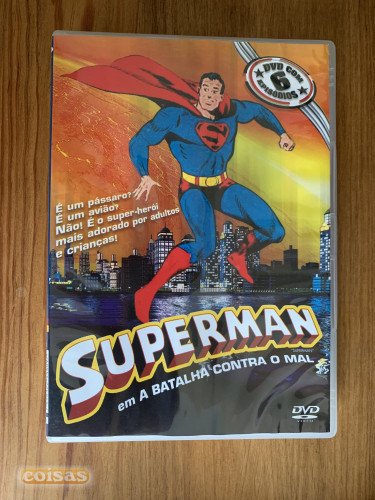 DVD COM
6
EPISÓDIOS
É um pássaro?
É um avião?
Não! É o super-herói
mais adorado por adultos
e crianças!
SUPERMAN
em A BATALHA CONTRA O MAL
DVD
coisas